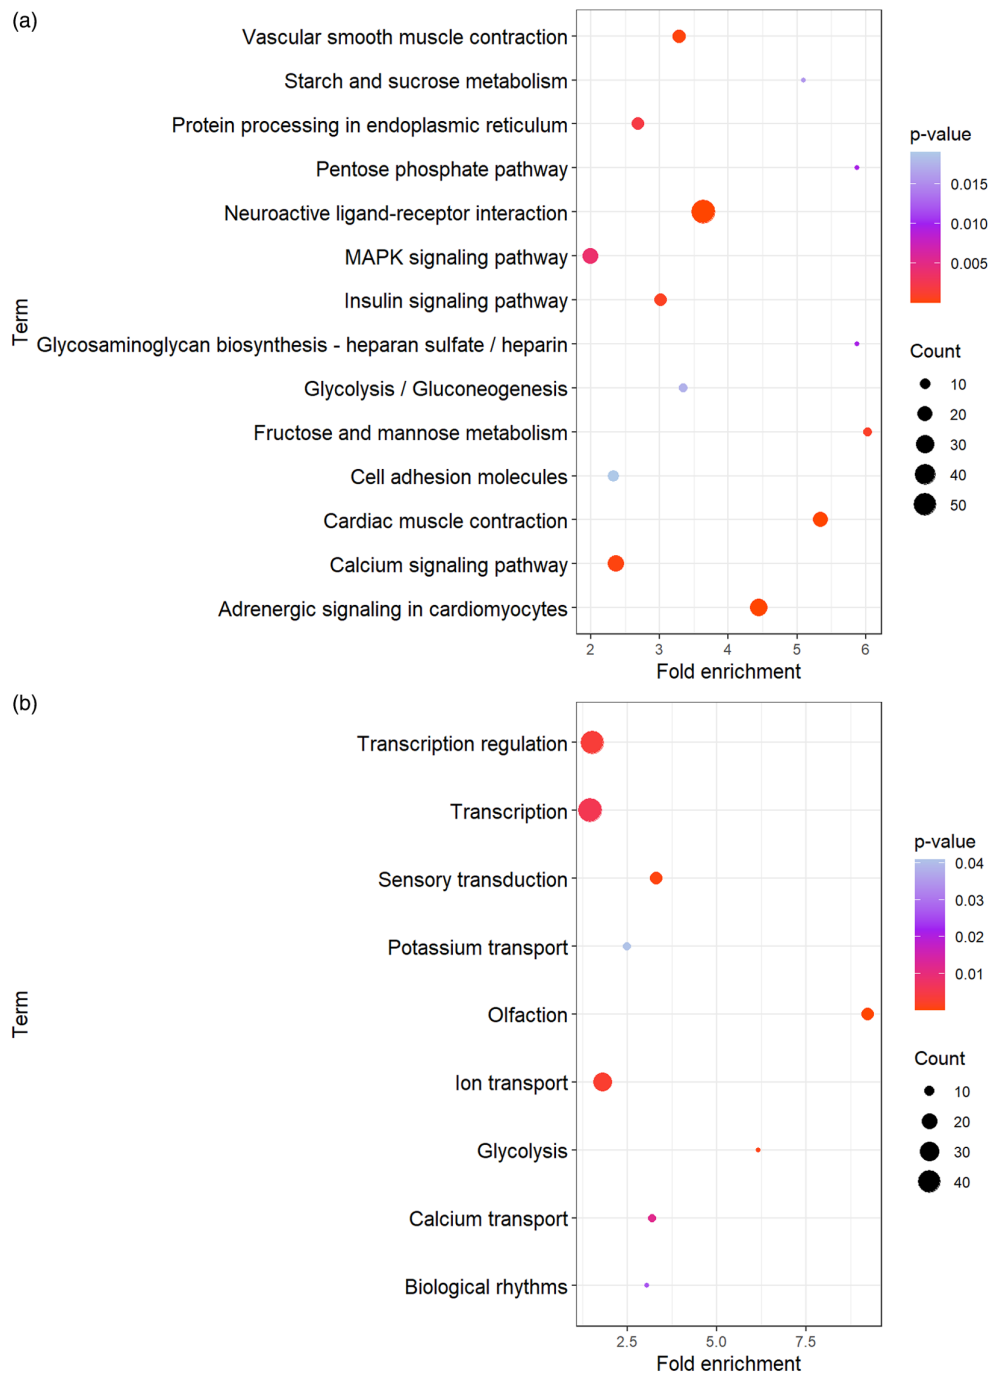 (a)
Term
Vascular smooth muscle contraction
Starch and sucrose metabolism
Protein processing in endoplasmic reticulum
Pentose phosphate pathway
Neuroactive ligand-receptor interaction
MAPK signaling pathway
Insulin signaling pathway
Glycosaminoglycan biosynthesis - heparan sulfate / heparin
Glycolysis / Gluconeogenesis
Fructose and mannose metabolism
Cell adhesion molecules
Cardiac muscle contraction
Calcium signaling pathway
Adrenergic signaling in cardiomyocytes
2 3 4 5 6
Fold enrichment
p-value
0.015
0.010
0.005
Count
10
20
30
40
50
(b)
Term
Transcription regulation
Transcription
Sensory transduction
Potassium transport
Olfaction
Ion transport
Glycolysis
Calcium transport
Biological rhythms
2.5 5.0 7.5
Fold enrichment
p-value
0.04
0.03
0.02
0.01
Count
10
20
30
40